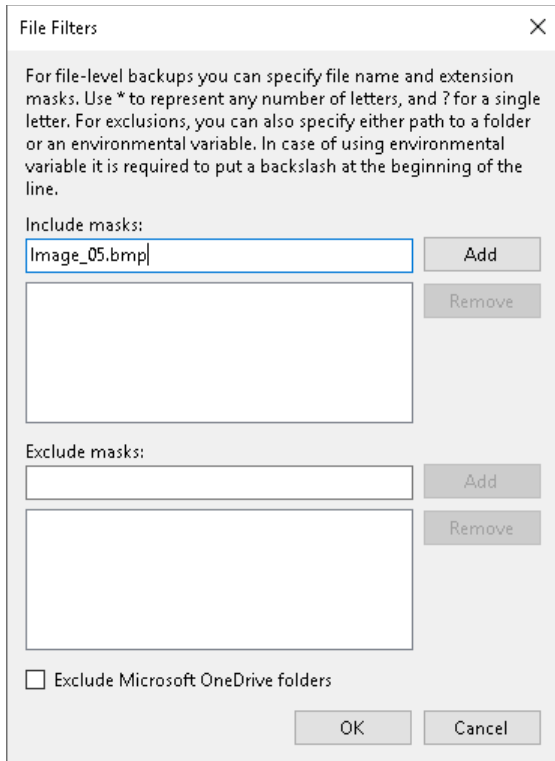 File Filters
For file-level backups you can specify file name and extension
masks. Use * to represent any number of letters, and ? for a single
letter. For exclusions, you can also specify either path to a folder
or an environmental variable. In case of using environmental
variable it is required to put a backslash at the beginning of the
line.
Include masks:
Image_05.bmp
Add
Remove
Exclude masks:
Add
Remove
Exclude Microsoft OneDrive folders
OK
Cancel